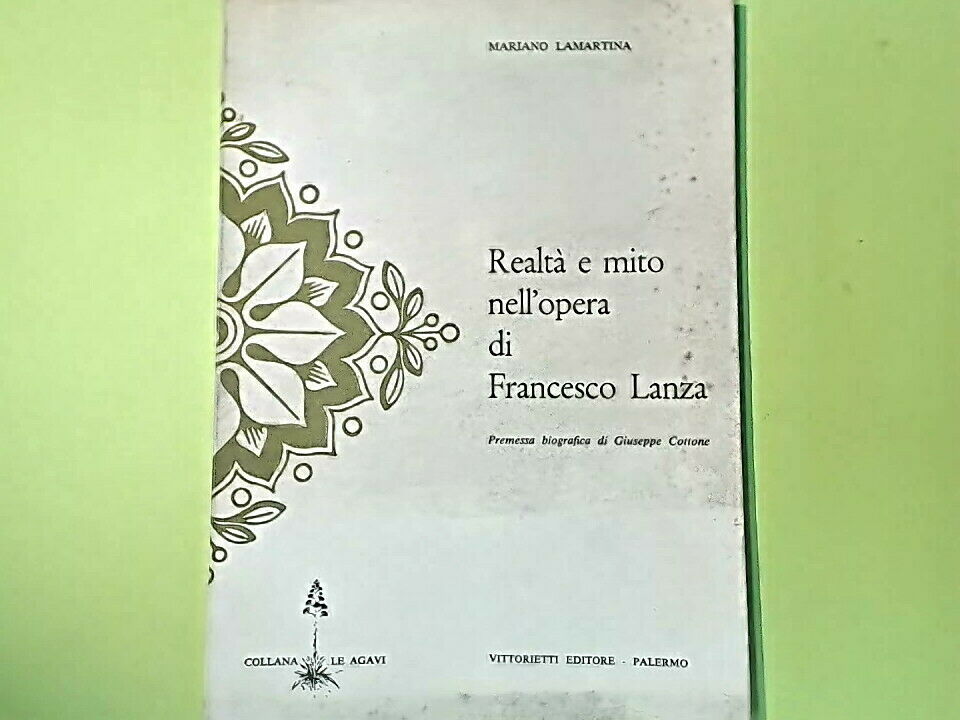 MARIANO LAMARTINA
Realtà e mito
nell'opera
di
Francesco Lanza
Premessa biografica di Giuseppe Cottone
COLLANA LE AGAVI
VITTORIETTI EDITORE - PALERMO